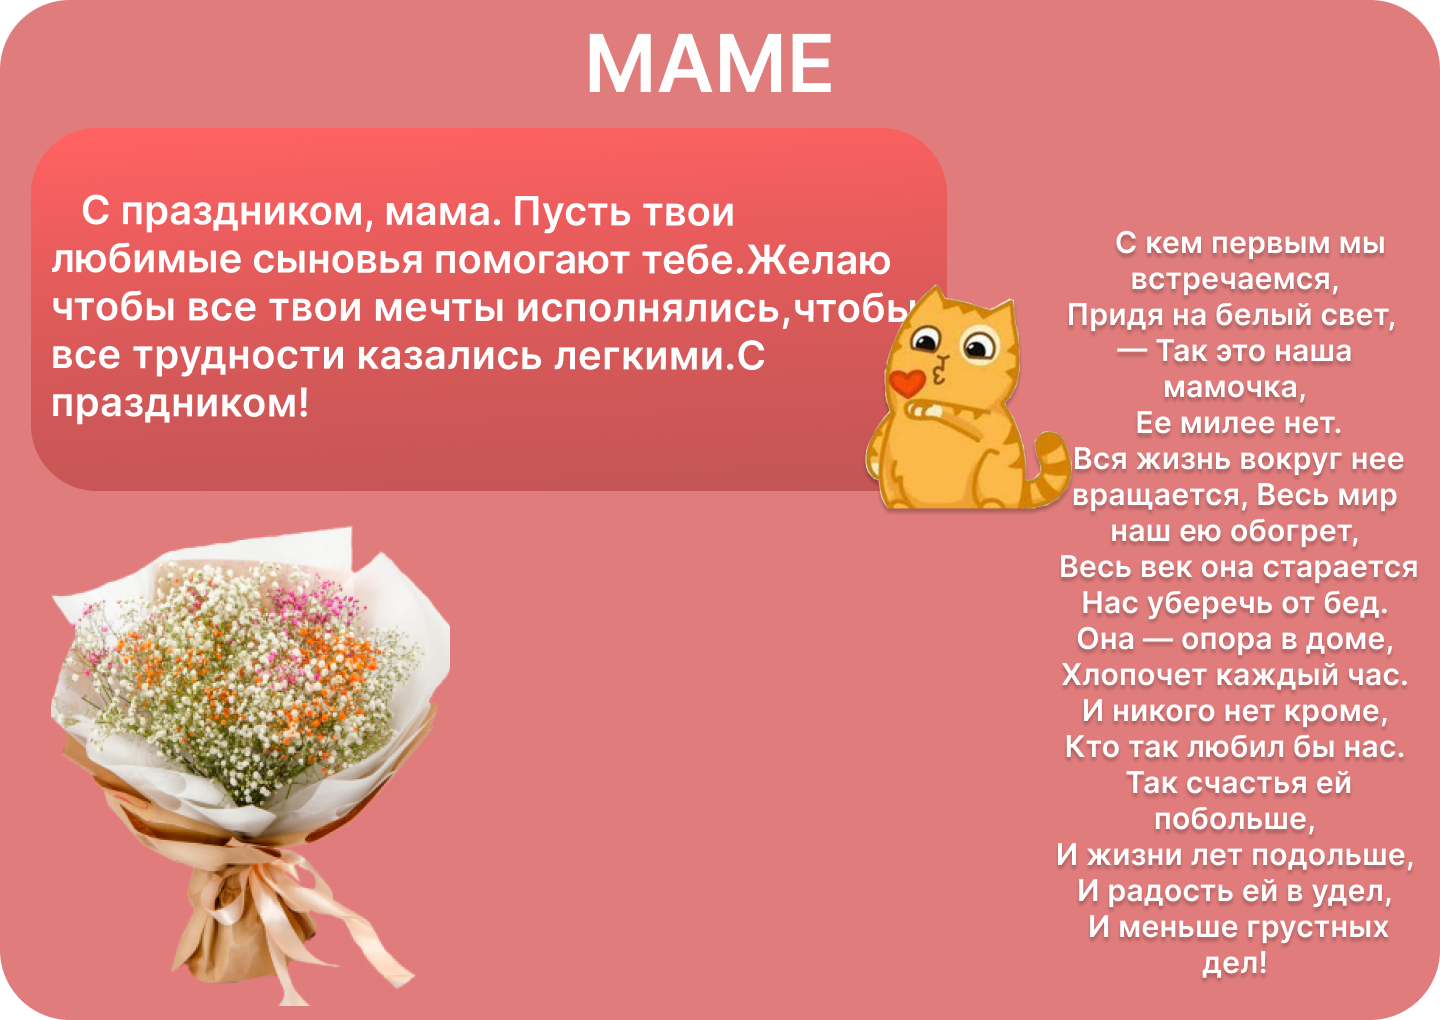 МАМЕ
С праздником, мама. Пусть твои
любимые сыновья помогают тебе.Желаю
чтобы все твои мечты исполнялись,чтобы
все трудности казались легкими.С
праздником!
С кем первым мы
встречаемся,
Придя на белый свет,
— Так это наша
мамочка,
Ее милее нет.
Вся жизнь вокруг нее
вращается, Весь мир
наш ею обогрет,
Весь век она старается
Нас уберечь от бед.
Она — опора в доме,
Хлопочет каждый час.
И никого нет кроме,
Кто так любил бы нас.
Так счастья ей
побольше,
И жизни лет подольше,
И радость ей в удел,
И меньше грустных
дел!